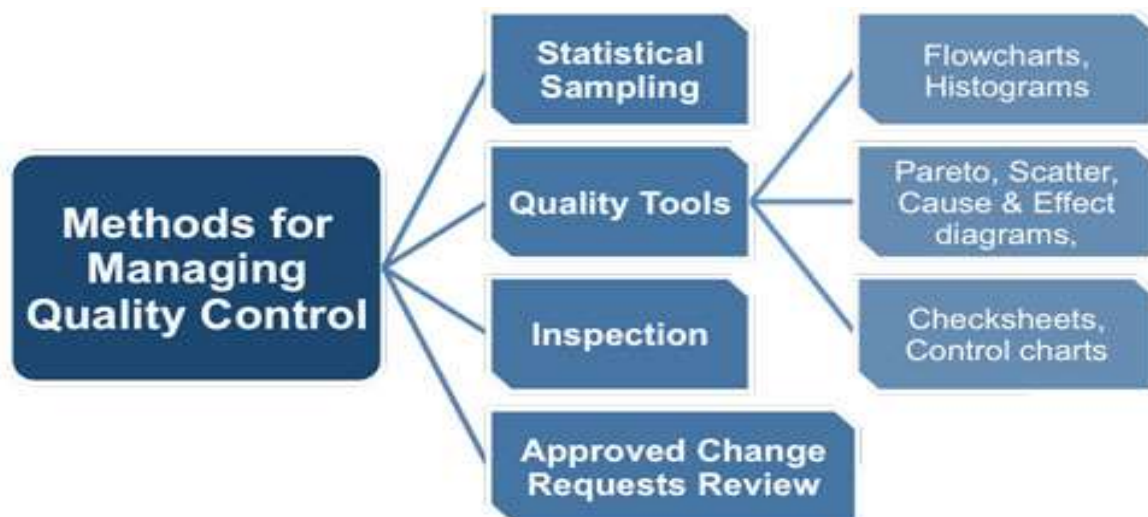 Methods for
Managing
Quality Control
Statistical
Sampling
Quality Tools
Inspection
Approved Change
Requests Review
Flowcharts,
Histograms
Pareto, Scatter,
Cause & Effect
diagrams,
Checksheets,
Control charts